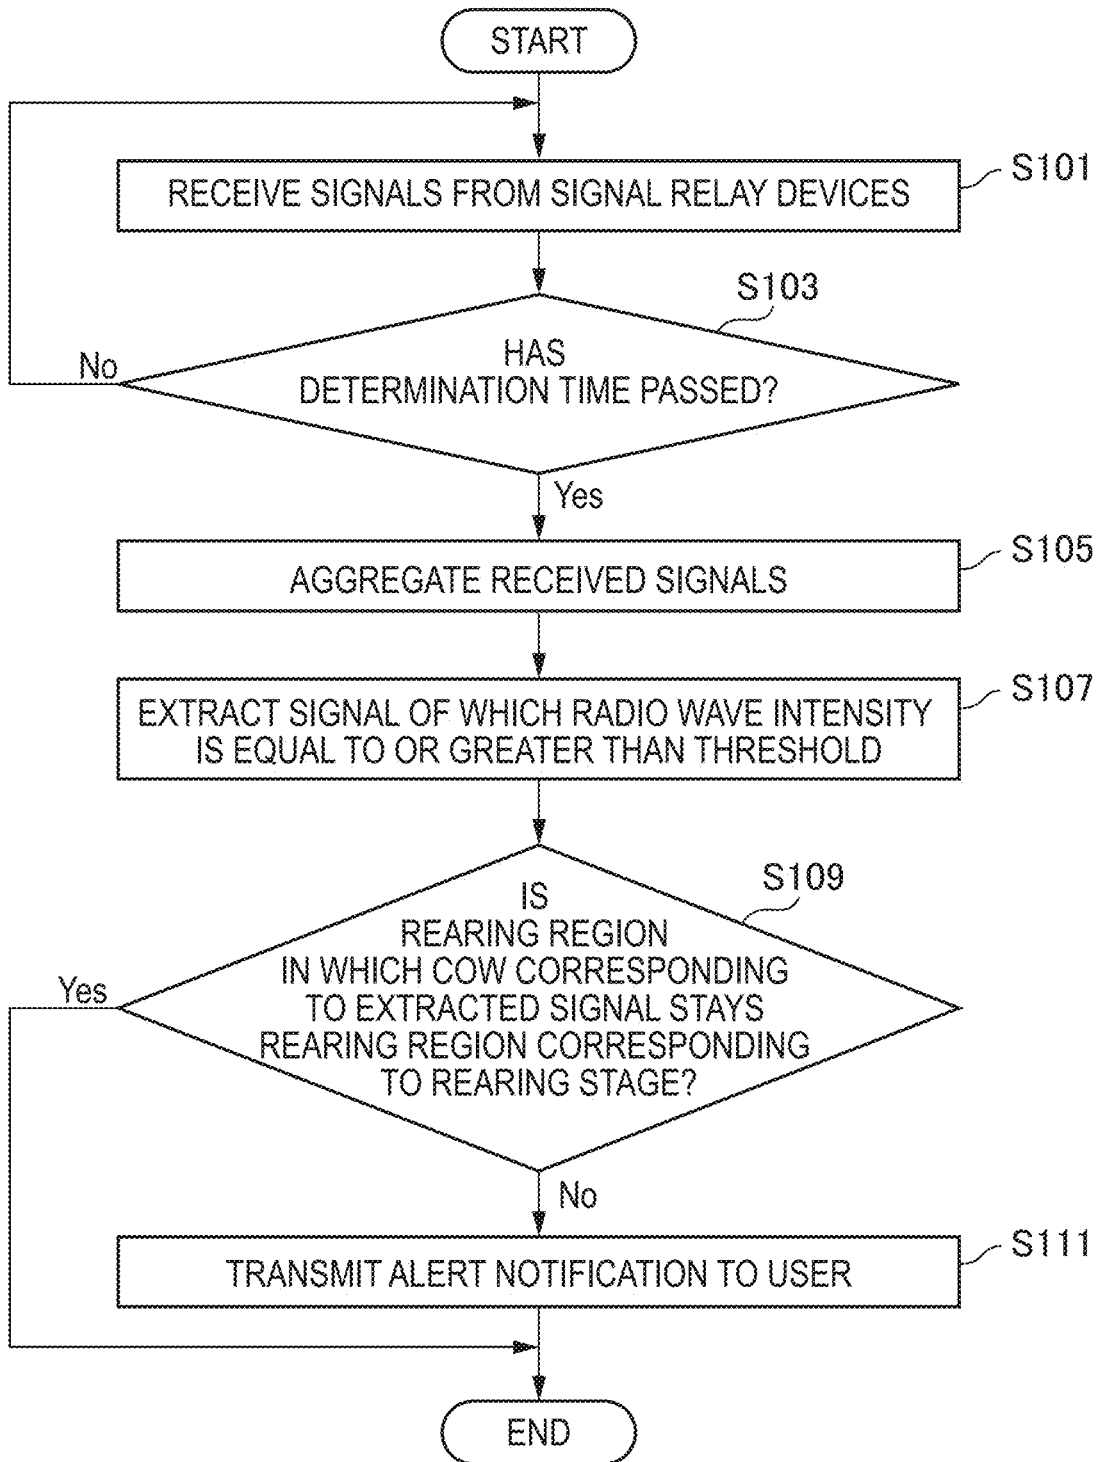 START
RECEIVE SIGNALS FROM SIGNAL RELAY DEVICES
S101
S103
HAS
DETERMINATION TIME PASSED?
No
Yes
AGGREGATE RECEIVED SIGNALS
S105
EXTRACT SIGNAL OF WHICH RADIO WAVE INTENSITY
IS EQUAL TO OR GREATER THAN THRESHOLD
S107
S109
IS
REARING REGION
IN WHICH COW CORRESPONDING
TO EXTRACTED SIGNAL STAYS
REARING REGION CORRESPONDING
TO REARING STAGE?
Yes
No
TRANSMIT ALERT NOTIFICATION TO USER
S111
END